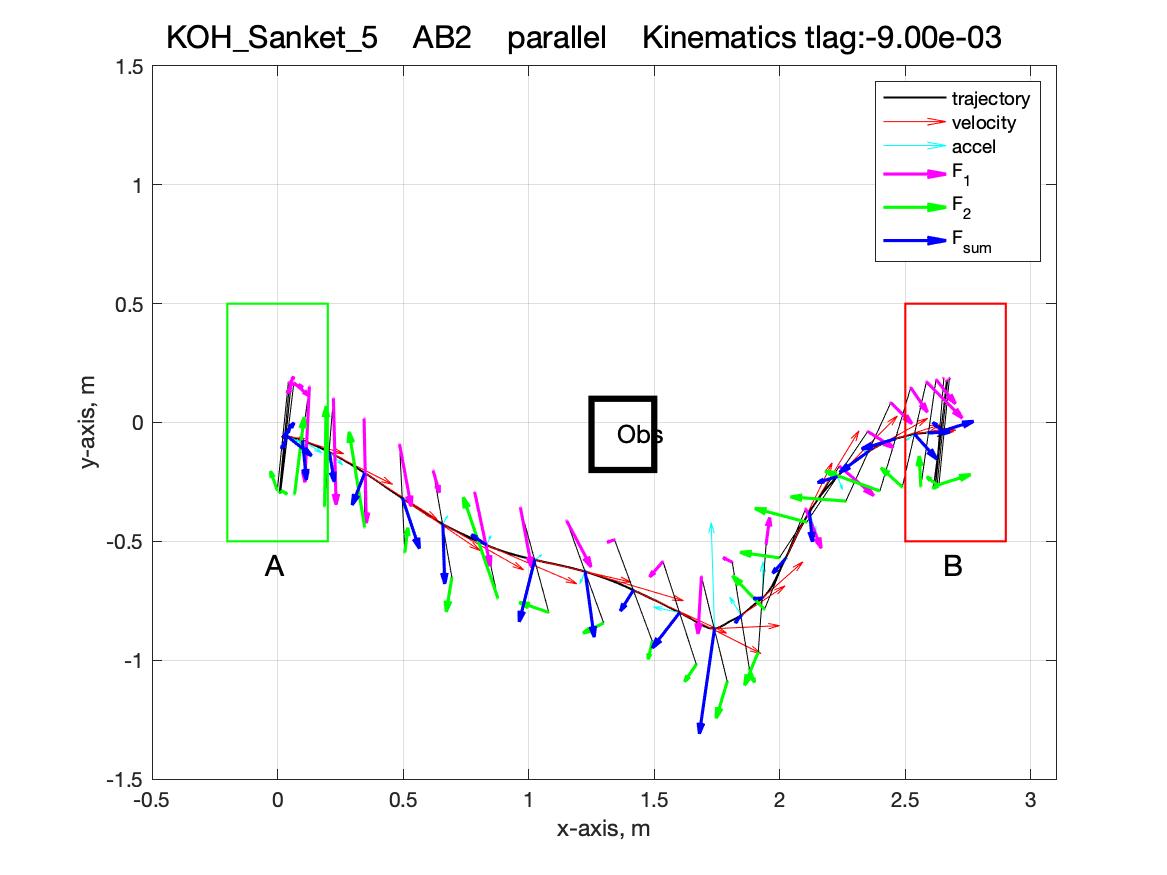 KOH_Sanket_5 AB2 parallel Kinematics tlag:-9.00e-03
1.5
1
0.5
0
-0.5
-1
-1.5
y-axis, m
trajectory
velocity
accel
F1
F2
Fsum
Obs
A
B
-0.5 0 0.5 1 1.5 2 2.5 3
x-axis, m